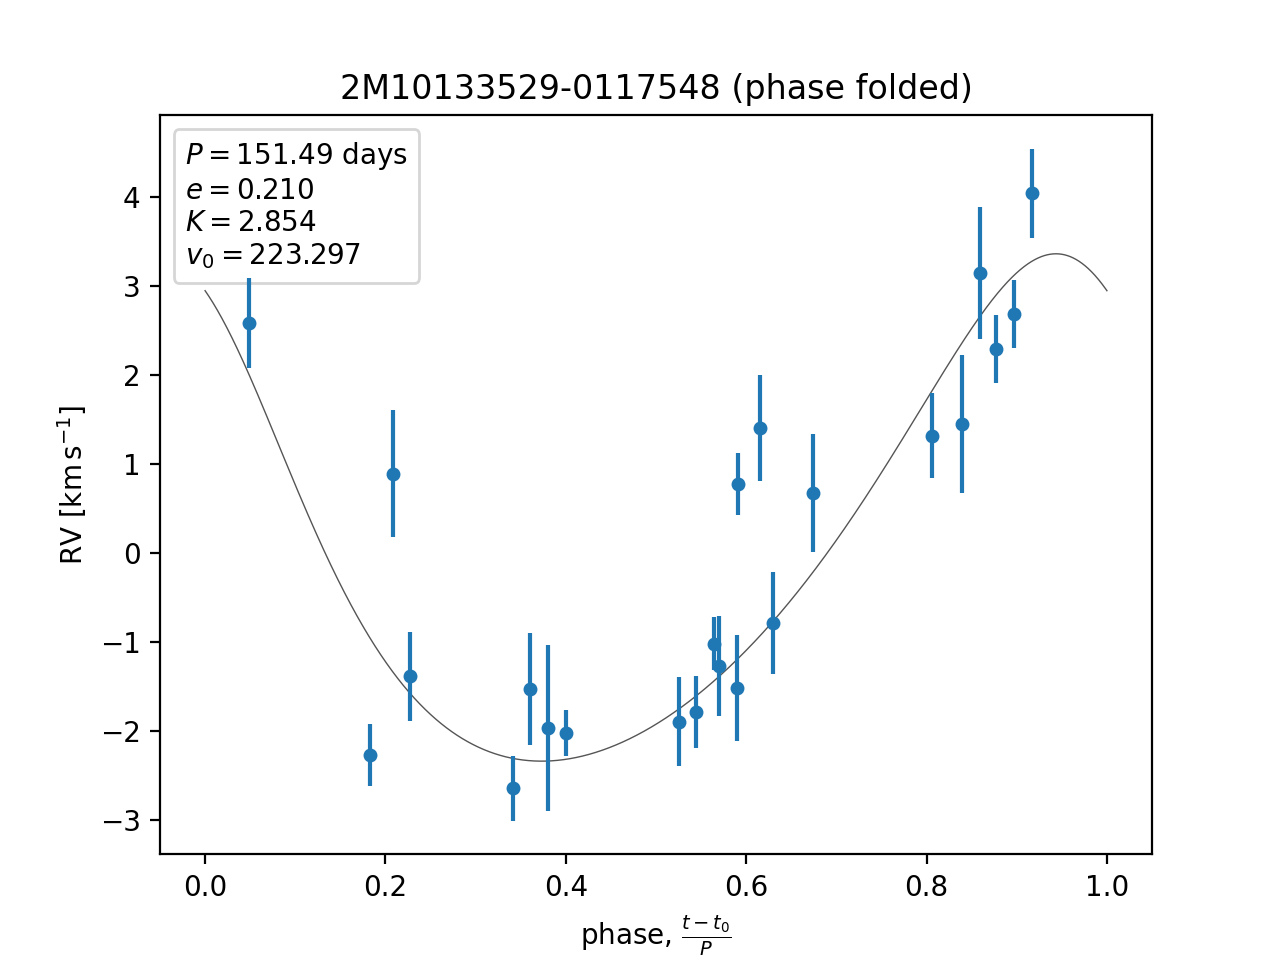 2M10133529-0117548 (phase folded)
P = 151.49 days
e = 0.210
K = 2.854
v₀ = 223.297
RV [km s⁻¹]
4
3
2
1
0
−1
−2
−3
0.0 0.2 0.4 0.6 0.8 1.0
phase, (t − t₀)/P